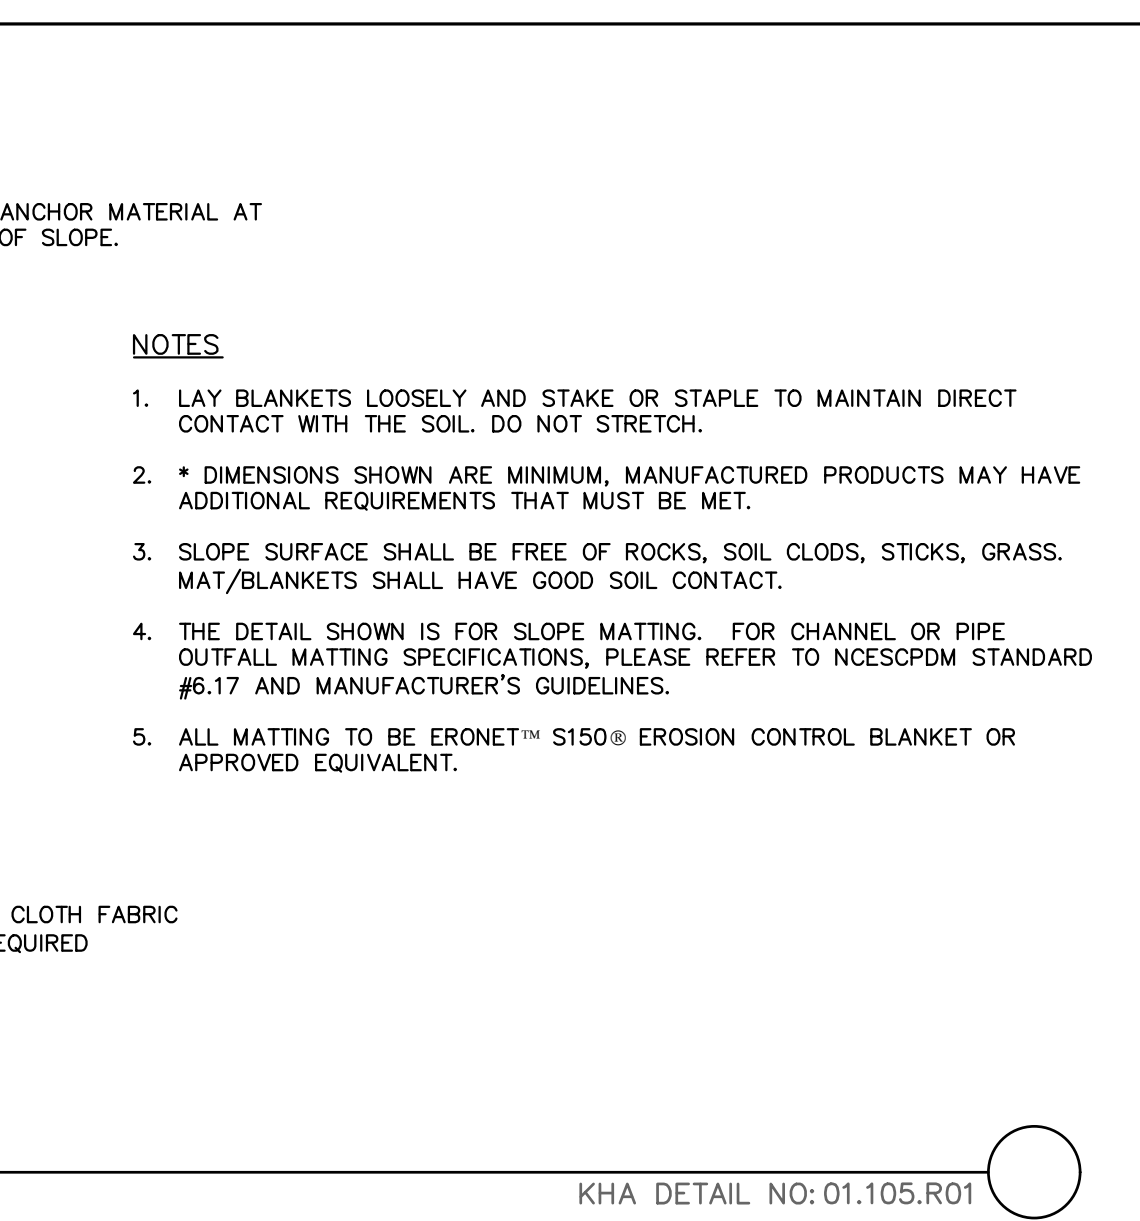 ANCHOR MATERIAL AT
OF SLOPE.
NOTES
1. LAY BLANKETS LOOSELY AND STAKE OR STAPLE TO MAINTAIN DIRECT
CONTACT WITH THE SOIL. DO NOT STRETCH.
2. * DIMENSIONS SHOWN ARE MINIMUM, MANUFACTURED PRODUCTS MAY HAVE
ADDITIONAL REQUIREMENTS THAT MUST BE MET.
3. SLOPE SURFACE SHALL BE FREE OF ROCKS, SOIL CLODS, STICKS, GRASS.
MAT/BLANKETS SHALL HAVE GOOD SOIL CONTACT.
4. THE DETAIL SHOWN IS FOR SLOPE MATTING. FOR CHANNEL OR PIPE
OUTFALL MATTING SPECIFICATIONS, PLEASE REFER TO NCESCPDM STANDARD
#6.17 AND MANUFACTURER'S GUIDELINES.
5. ALL MATTING TO BE ERONET™ S150® EROSION CONTROL BLANKET OR
APPROVED EQUIVALENT.
CLOTH FABRIC
EQUIRED
KHA DETAIL NO: 01.105.R01